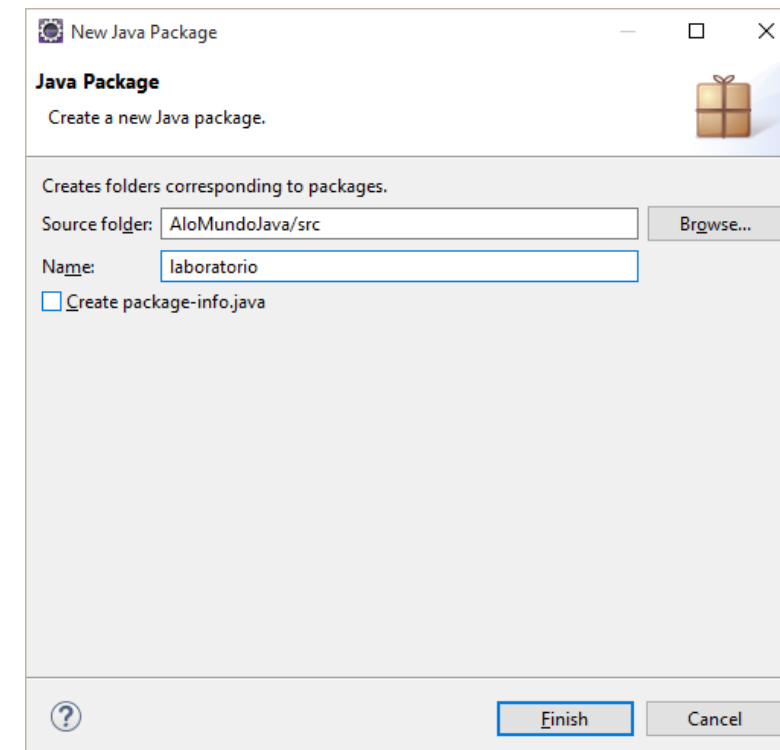 New Java Package
Java Package
Create a new Java package.
Creates folders corresponding to packages.
Source folder: AloMundoJava/src Browse...
Name: laboratorio
Create package-info.java
? Finish Cancel